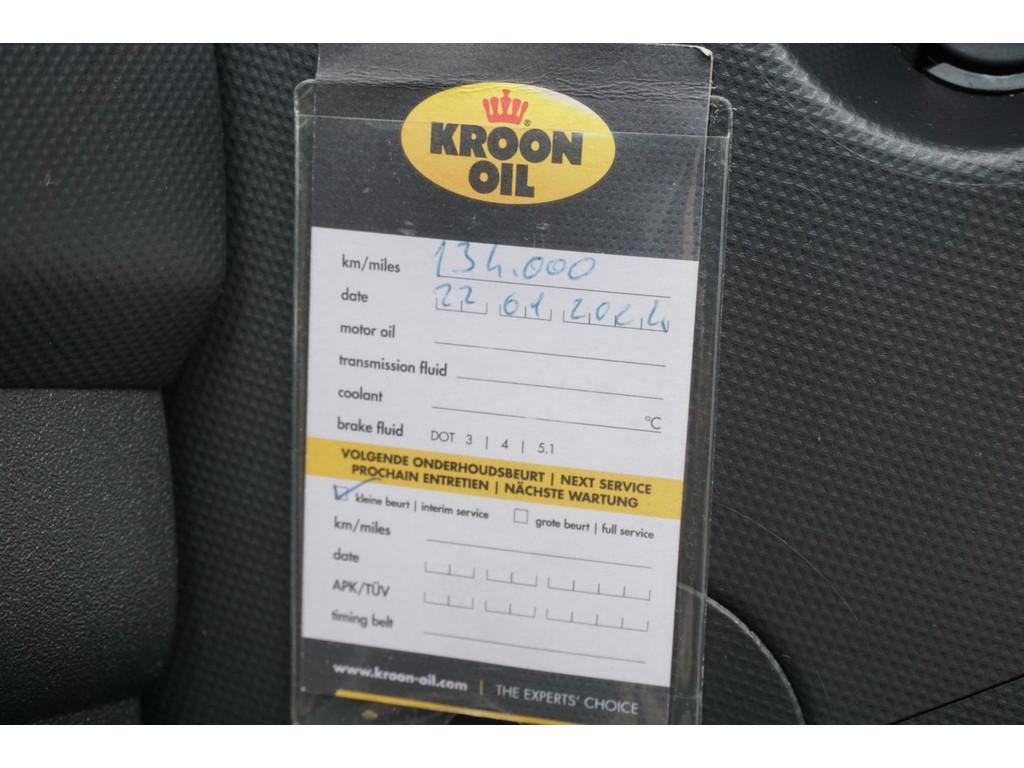 KROON
OIL
km/miles 134.000
date 22 01 2024
motor oil
transmission fluid
coolant °C
brake fluid DOT 3 | 4 | 5.1
VOLGENDE ONDERHOUDSBEURT | NEXT SERVICE
PROCHAIN ENTRETIEN | NÄCHSTE WARTUNG
kleine beurt | interim service grote beurt | full service
km/miles
date
APK/TÜV
timing belt
www.kroon-oil.com | THE EXPERTS' CHOICE